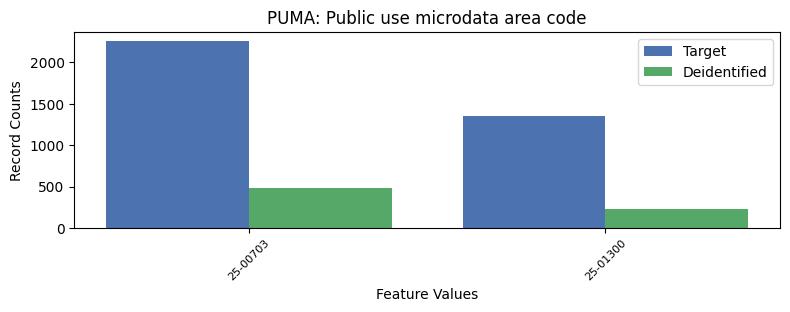 PUMA: Public use microdata area code
Target
Deidentified
Record Counts
2000
1500
1000
500
0
25-00703
25-01300
Feature Values